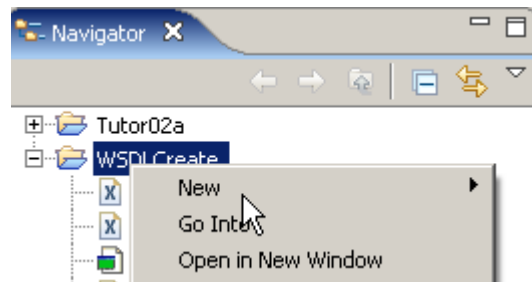 Navigator
Tutor02a
WSDLCreate
New
Go Into
Open in New Window